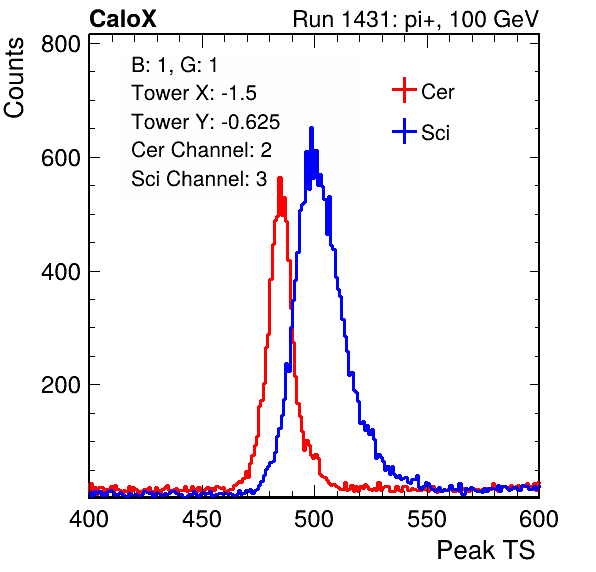 CaloX Run 1431: pi+, 100 GeV
Counts
800
600
400
200
B: 1, G: 1
Tower X: -1.5
Tower Y: -0.625
Cer Channel: 2
Sci Channel: 3
Cer
Sci
400 450 500 550 600
Peak TS